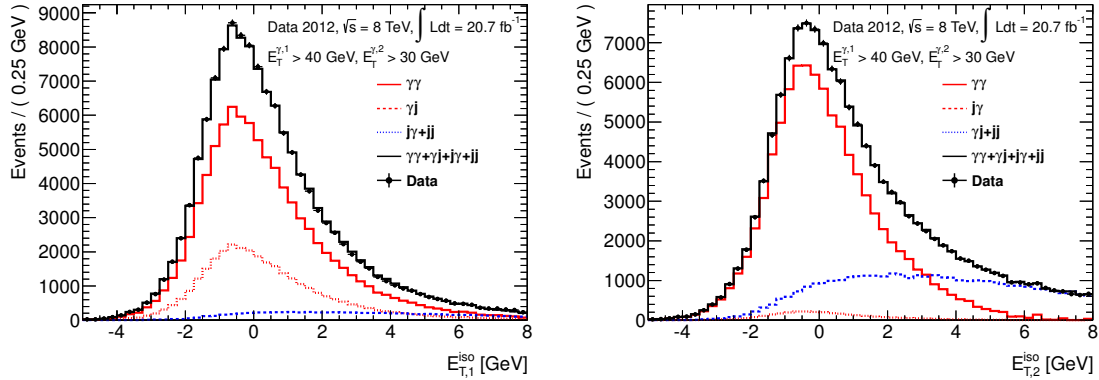 Data 2012, √s = 8 TeV, ∫ Ldt = 20.7 fb⁻¹
E_T^{γ,1} > 40 GeV, E_T^{γ,2} > 30 GeV
γγ
γj
jγ+jj
γγ+γj+jγ+jj
Data
Events / ( 0.25 GeV )
9000
8000
7000
6000
5000
4000
3000
2000
1000
0
-4 -2 0 2 4 6 8
E_{T,1}^{iso} [GeV]
Data 2012, √s = 8 TeV, ∫ Ldt = 20.7 fb⁻¹
E_T^{γ,1} > 40 GeV, E_T^{γ,2} > 30 GeV
γγ
jγ
γj+jj
γγ+γj+jγ+jj
Data
Events / ( 0.25 GeV )
7000
6000
5000
4000
3000
2000
1000
0
-4 -2 0 2 4 6 8
E_{T,2}^{iso} [GeV]